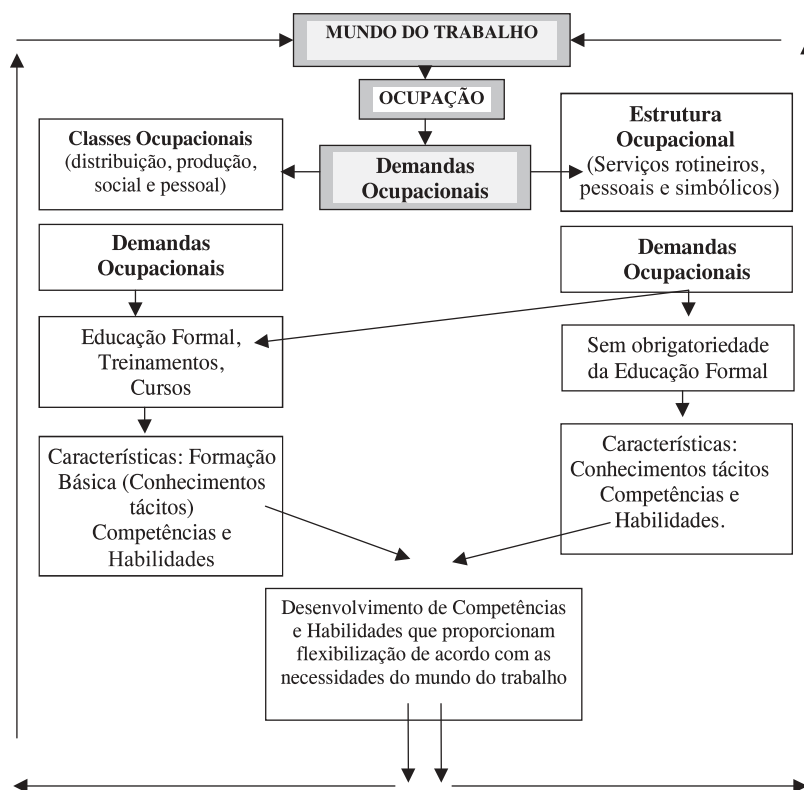 MUNDO DO TRABALHO
OCUPAÇÃO
Demandas
Ocupacionais
Classes Ocupacionais
(distribuição, produção,
social e pessoal)
Estrutura
Ocupacional
(Serviços rotineiros,
pessoais e simbólicos)
Demandas
Ocupacionais
Demandas
Ocupacionais
Educação Formal,
Treinamentos,
Cursos
Sem obrigatoriedade
da Educação Formal
Características: Formação
Básica (Conhecimentos
tácitos)
Competências e
Habilidades
Características:
Conhecimentos tácitos
Competências e
Habilidades.
Desenvolvimento de Competências
e Habilidades que proporcionam
flexibilização de acordo com as
necessidades do mundo do trabalho